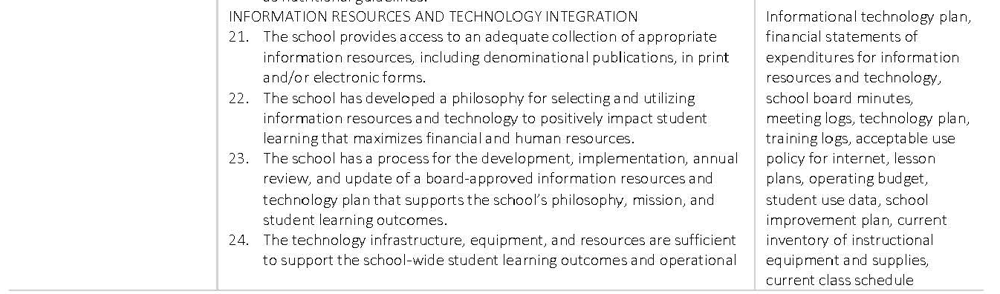 as nutritional guidelines.
INFORMATION RESOURCES AND TECHNOLOGY INTEGRATION
21. The school provides access to an adequate collection of appropriate
information resources, including denominational publications, in print
and/or electronic forms.
22. The school has developed a philosophy for selecting and utilizing
information resources and technology to positively impact student
learning that maximizes financial and human resources.
23. The school has a process for the development, implementation, annual
review, and update of a board-approved information resources and
technology plan that supports the school’s philosophy, mission, and
student learning outcomes.
24. The technology infrastructure, equipment, and resources are sufficient
to support the school-wide student learning outcomes and operational
Informational technology plan,
financial statements of
expenditures for information
resources and technology,
school board minutes,
meeting logs, technology plan,
training logs, acceptable use
policy for internet, lesson
plans, operating budget,
student use data, school
improvement plan, current
inventory of instructional
equipment and supplies,
current class schedule